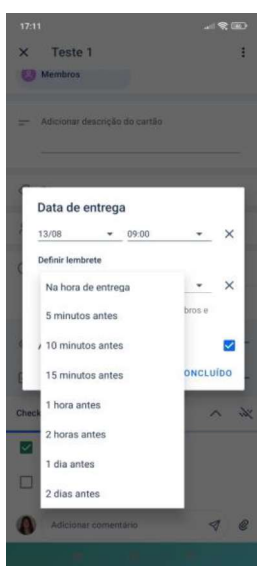 17:11
Teste 1
Membros
Adicionar descrição do cartão
Data de entrega
13/08 09:00
Definir lembrete
Na hora de entrega
5 minutos antes
bros e
10 minutos antes
15 minutos antes
CONCLUÍDO
1 hora antes
Check
2 horas antes
1 dia antes
2 dias antes
Adicionar comentário